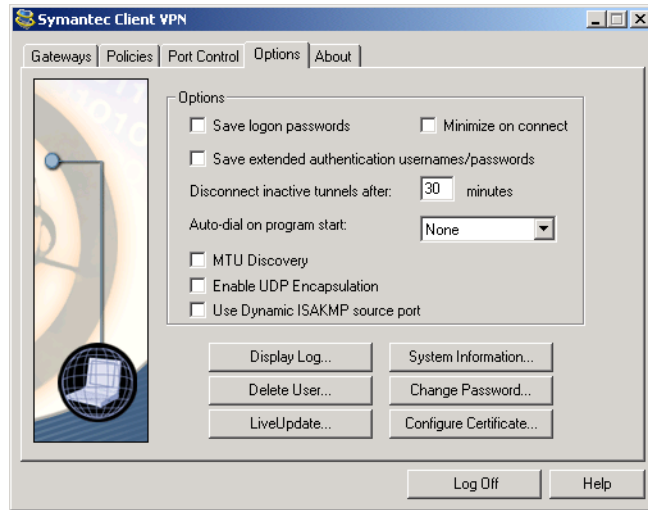 Symantec Client VPN
Gateways Policies Port Control Options About
Options
Save logon passwords Minimize on connect
Save extended authentication usernames/passwords
Disconnect inactive tunnels after: 30 minutes
Auto-dial on program start: None
MTU Discovery
Enable UDP Encapsulation
Use Dynamic ISAKMP source port
Display Log... System Information...
Delete User... Change Password...
LiveUpdate... Configure Certificate...
Log Off Help